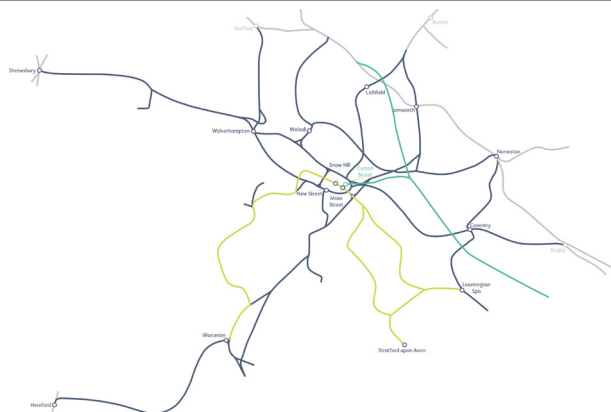 Stafford
Buxton
Shrewsbury
Lichfield
Tamworth
Wolverhampton
Walsall
Nuneaton
Snow Hill
Curzon
Street
New Street
Moor
Street
Coventry
Rugby
Leamington
Spa
Worcester
Stratford upon Avon
Hereford